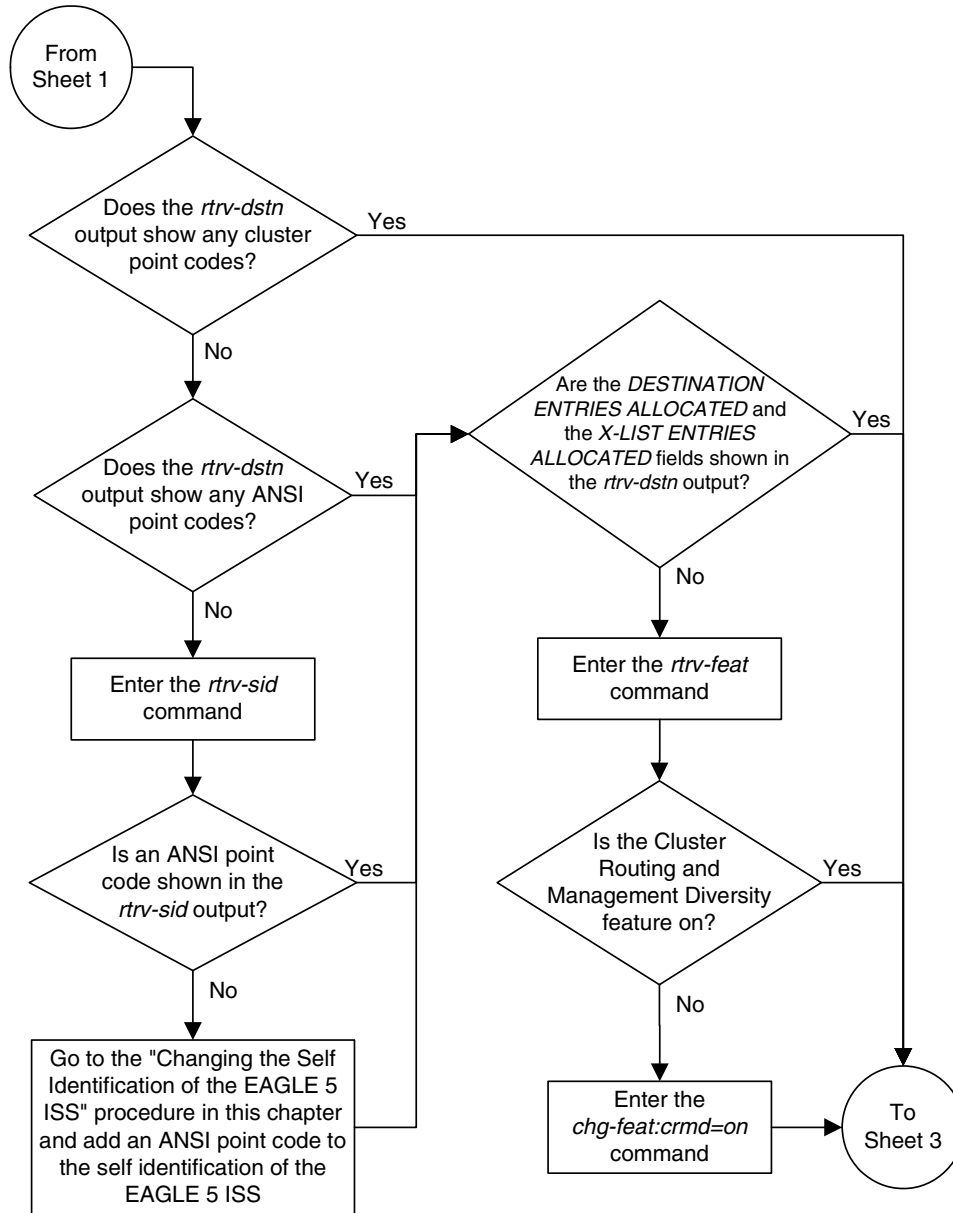 From
Sheet 1
Does the rtrv-dstn
output show any cluster
point codes?
Yes
No
Does the rtrv-dstn
output show any ANSI
point codes?
Yes
No
Enter the rtrv-sid
command
Is an ANSI point
code shown in the
rtrv-sid output?
Yes
No
Go to the "Changing the Self
Identification of the EAGLE 5
ISS" procedure in this chapter
and add an ANSI point code to
the self identification of the
EAGLE 5 ISS
Are the DESTINATION
ENTRIES ALLOCATED and
the X-LIST ENTRIES
ALLOCATED fields shown in
the rtrv-dstn output?
Yes
No
Enter the rtrv-feat
command
Is the Cluster
Routing and
Management Diversity
feature on?
Yes
No
Enter the
chg-feat:crmd=on
command
To
Sheet 3